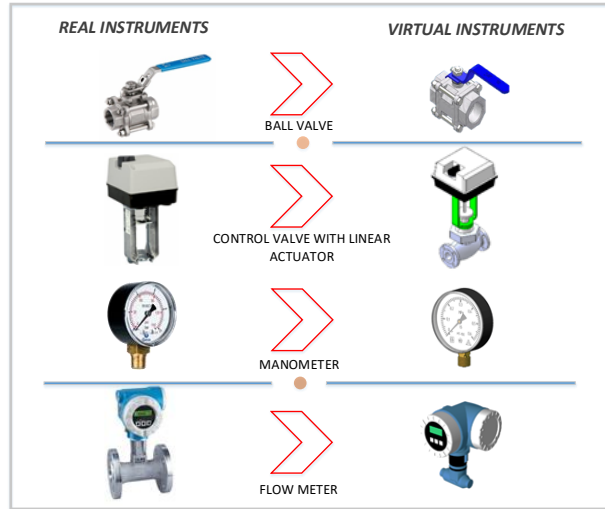 REAL INSTRUMENTS
VIRTUAL INSTRUMENTS
BALL VALVE
CONTROL VALVE WITH LINEAR
ACTUATOR
MANOMETER
FLOW METER